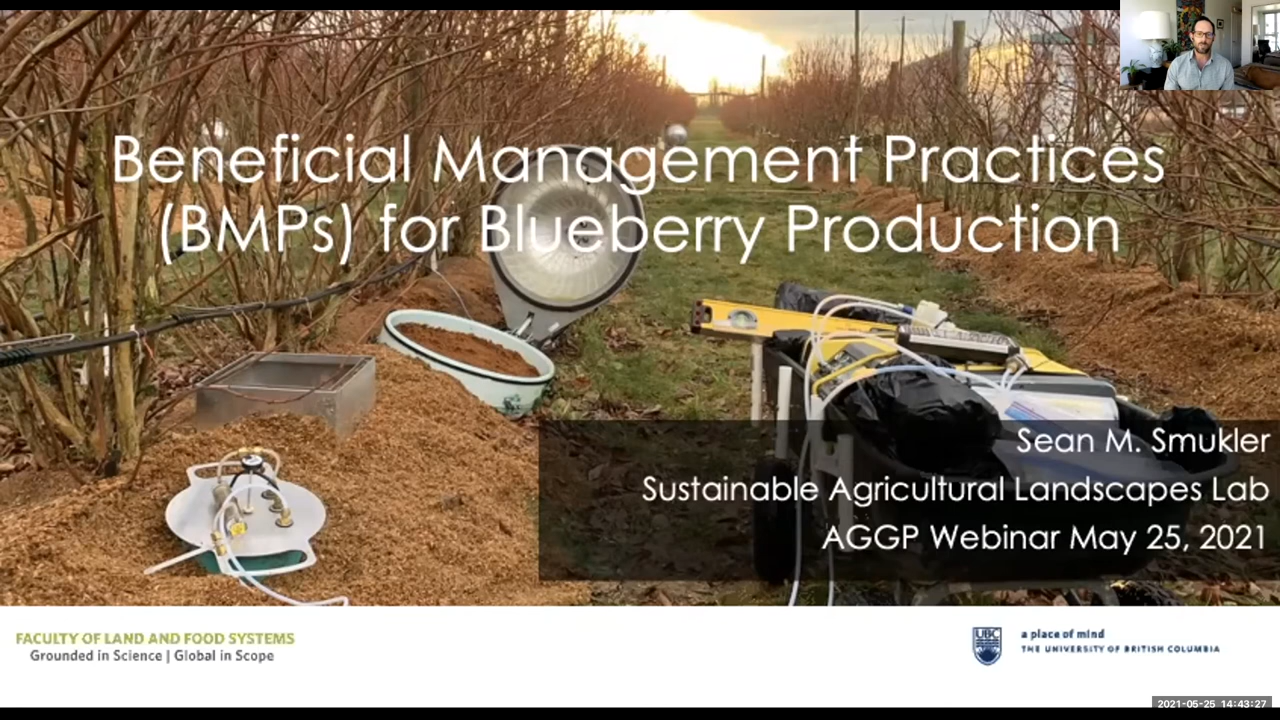 Beneficial Management Practices
(BMPs) for Blueberry Production
Sean M. Smukler
Sustainable Agricultural Landscapes Lab
AGGP Webinar May 25, 2021
FACULTY OF LAND AND FOOD SYSTEMS
Grounded in Science | Global in Scope
UBC
a place of mind
THE UNIVERSITY OF BRITISH COLUMBIA
2021-05-25 14:43:27